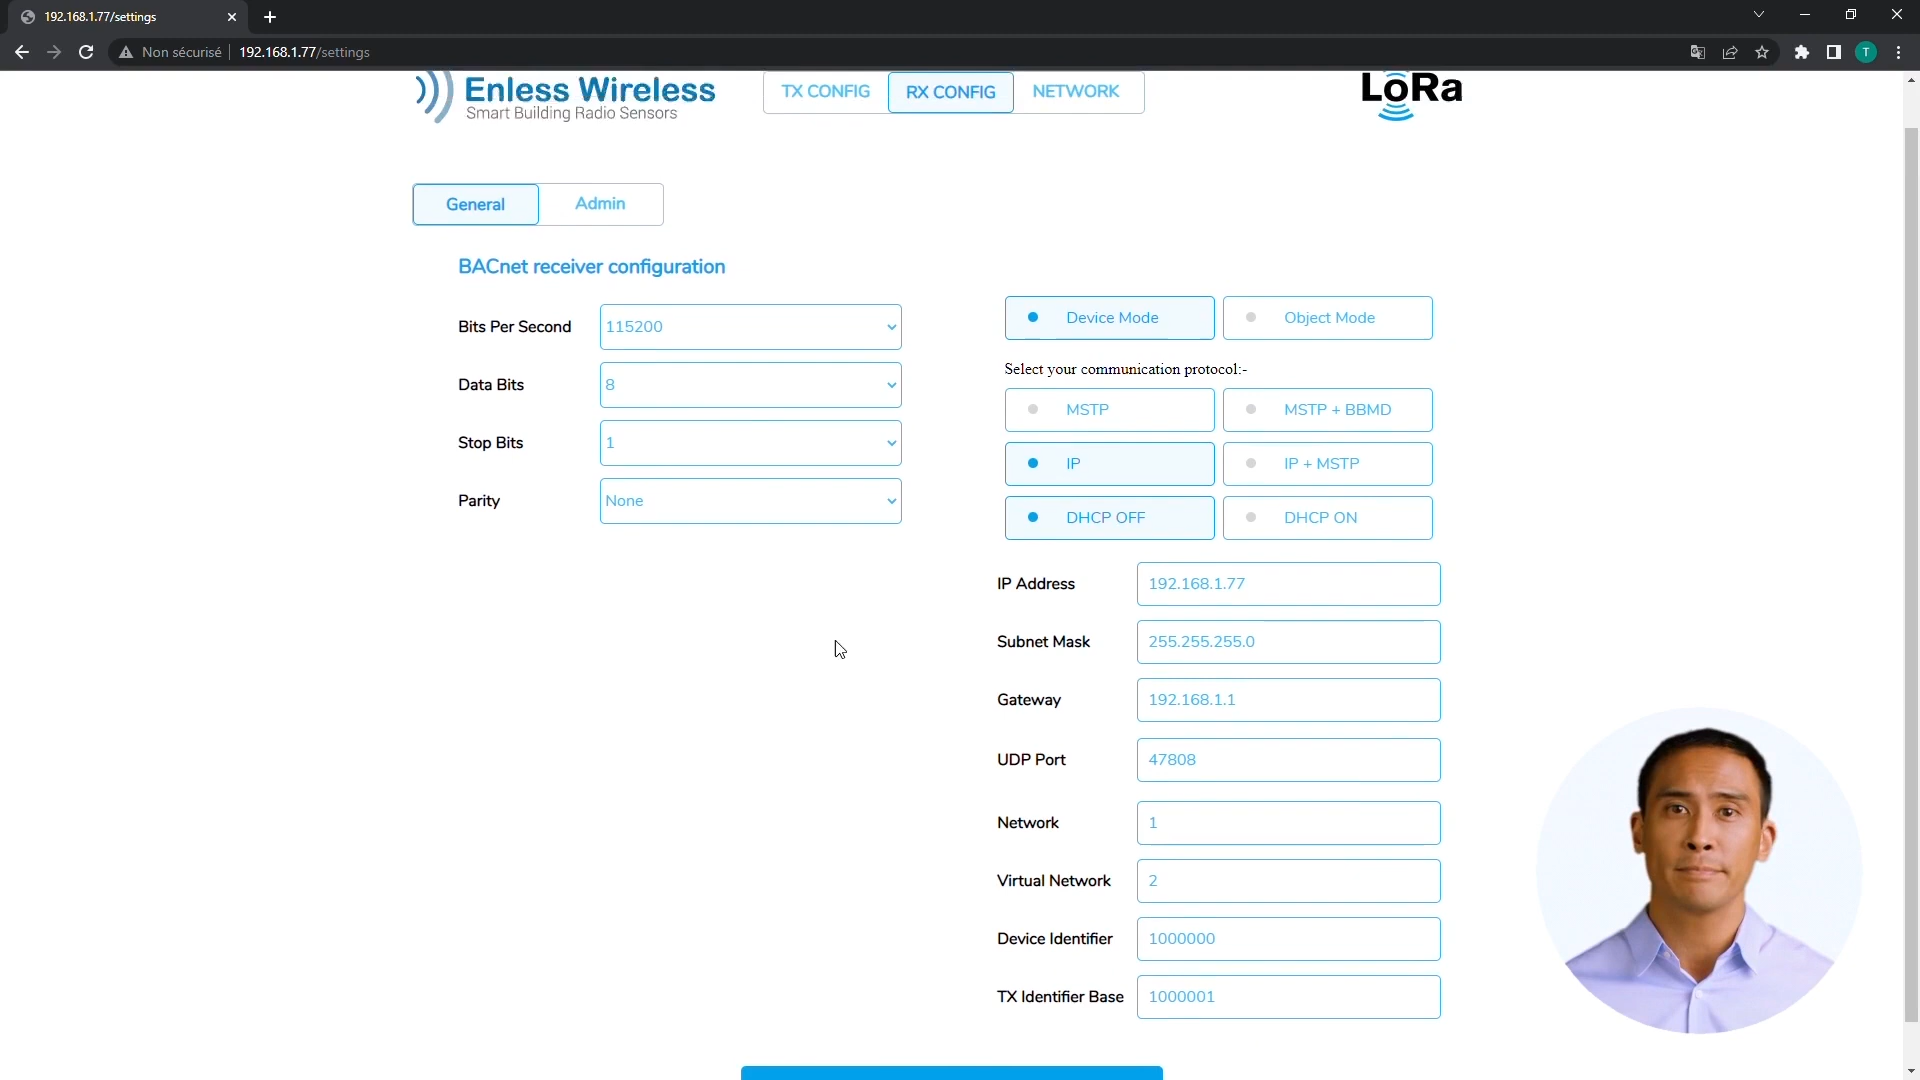 192.168.1.77/settings
Non sécurisé
192.168.1.77/settings
T
Enless Wireless
Smart Building Radio Sensors
TX CONFIG
RX CONFIG
NETWORK
LoRa
General
Admin
BACnet receiver configuration
Bits Per Second
115200
Data Bits
8
Stop Bits
1
Parity
None
Device Mode
Object Mode
Select your communication protocol:-
MSTP
MSTP + BBMD
IP
IP + MSTP
DHCP OFF
DHCP ON
IP Address
192.168.1.77
Subnet Mask
255.255.255.0
Gateway
192.168.1.1
UDP Port
47808
Network
1
Virtual Network
2
Device Identifier
1000000
TX Identifier Base
1000001